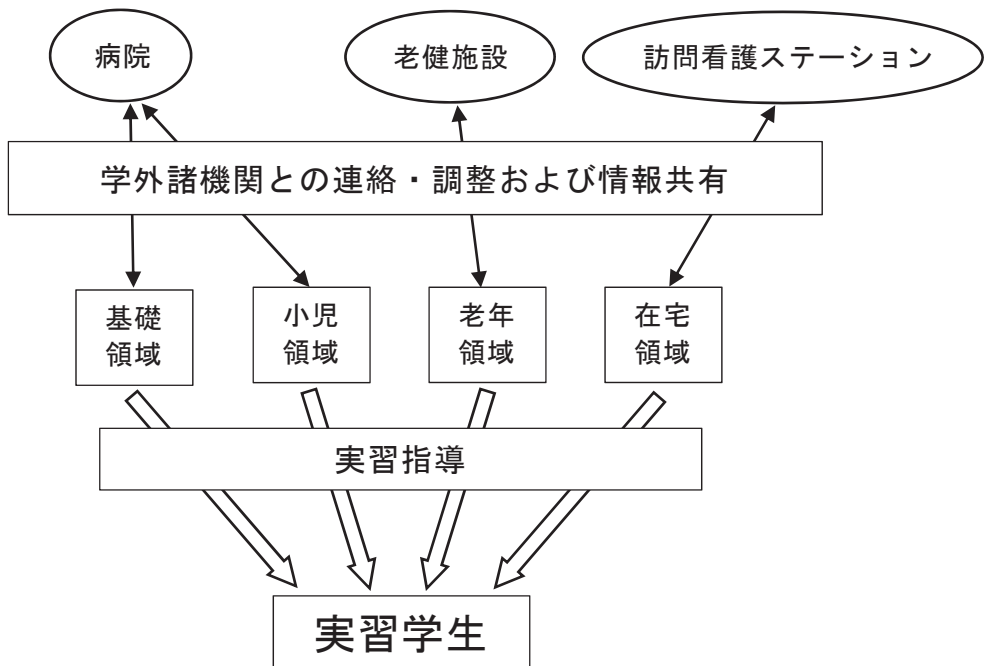 病院
老健施設
訪問看護ステーション
学外諸機関との連絡・調整および情報共有
基礎
領域
小児
領域
老年
領域
在宅
領域
実習指導
実習学生